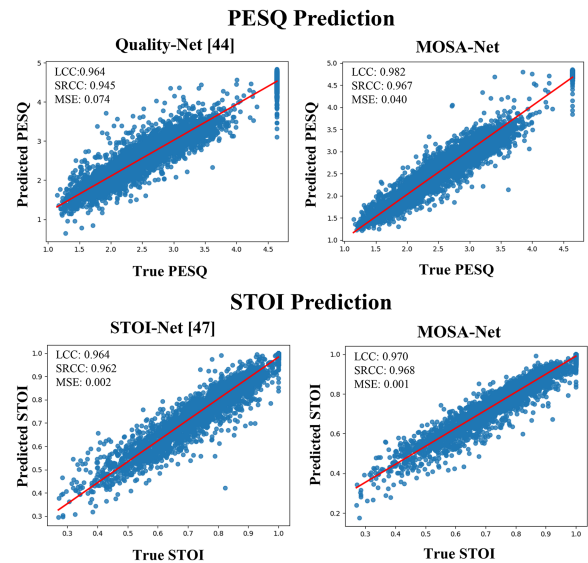 PESQ Prediction
Quality-Net [44]
LCC:0.964
SRCC: 0.945
MSE: 0.074
5
4
3
2
1
1.0 1.5 2.0 2.5 3.0 3.5 4.0 4.5
Predicted PESQ
True PESQ
MOSA-Net
LCC: 0.982
SRCC: 0.967
MSE: 0.040
5.0
4.5
4.0
3.5
3.0
2.5
2.0
1.5
1.0
1.0 1.5 2.0 2.5 3.0 3.5 4.0 4.5
Predicted PESQ
True PESQ
STOI Prediction
STOI-Net [47]
LCC: 0.964
SRCC: 0.962
MSE: 0.002
1.0
0.9
0.8
0.7
0.6
0.5
0.4
0.3
0.3 0.4 0.5 0.6 0.7 0.8 0.9 1.0
Predicted STOI
True STOI
MOSA-Net
LCC: 0.970
SRCC: 0.968
MSE: 0.001
1.0
0.8
0.6
0.4
0.2
0.3 0.4 0.5 0.6 0.7 0.8 0.9 1.0
Predicted STOI
True STOI